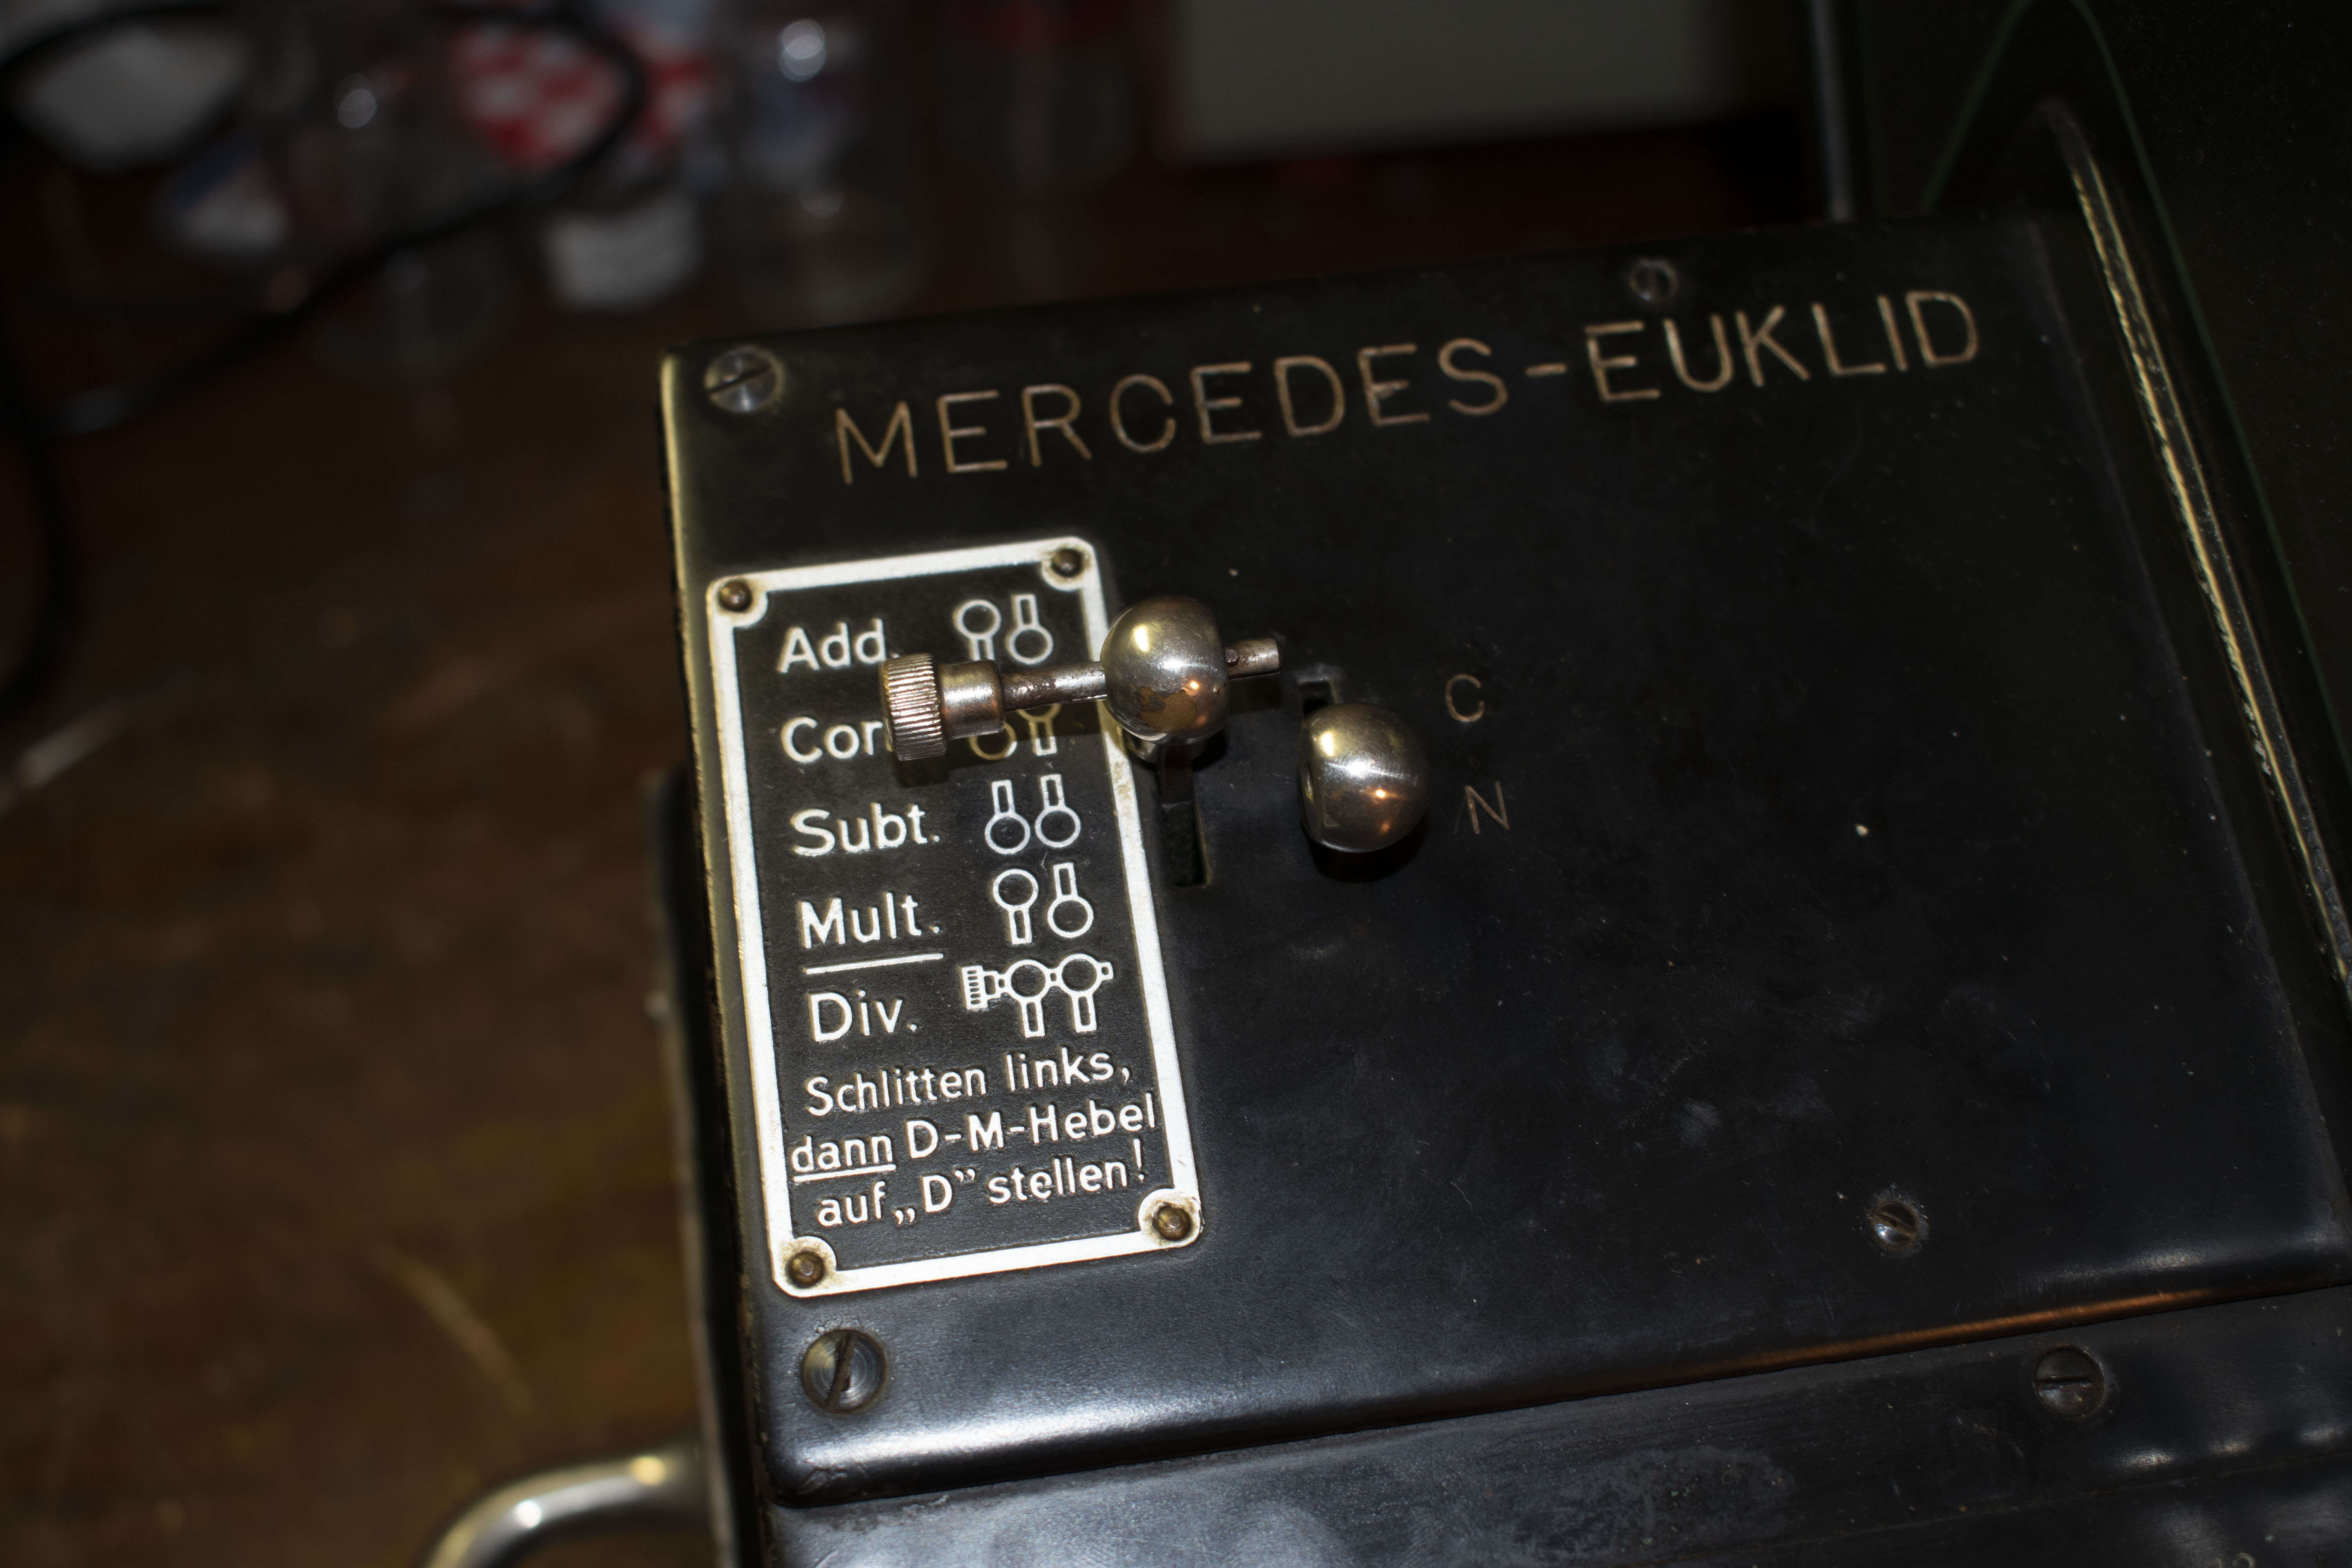 MERCEDES-EUKLID
Add.
Subt.
Mult.
Div.
Schlitten links,
dann D-M-Hebel
auf „D” stellen!
C
N